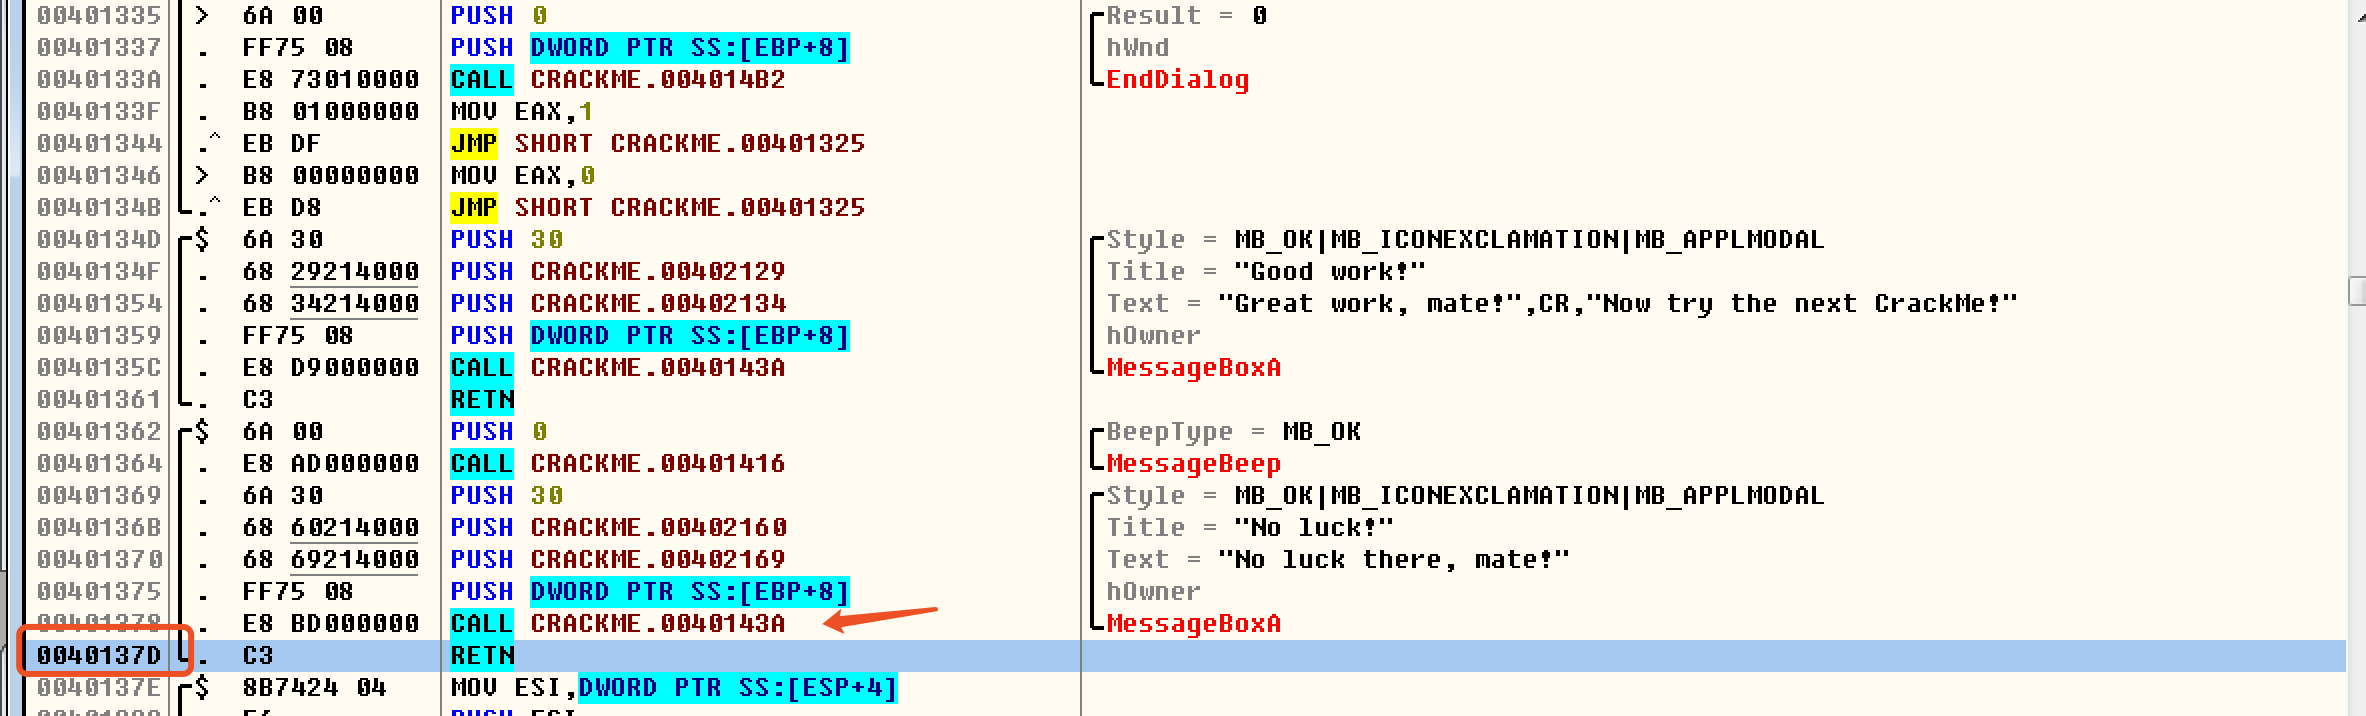 00401335 > 6A 00 PUSH 0 Result = 0
00401337 . FF75 08 PUSH DWORD PTR SS:[EBP+8] hWnd
0040133A . E8 73010000 CALL CRACKME.004014B2 EndDialog
0040133F . B8 01000000 MOV EAX,1
00401344 .^ EB DF JMP SHORT CRACKME.00401325
00401346 > B8 00000000 MOV EAX,0
0040134B .^ EB D8 JMP SHORT CRACKME.00401325
0040134D $ 6A 30 PUSH 30 Style = MB_OK|MB_ICONEXCLAMATION|MB_APPLMODAL
0040134F . 68 29214000 PUSH CRACKME.00402129 Title = "Good work!"
00401354 . 68 34214000 PUSH CRACKME.00402134 Text = "Great work, mate!",CR,"Now try the next CrackMe!"
00401359 . FF75 08 PUSH DWORD PTR SS:[EBP+8] hOwner
0040135C . E8 D9000000 CALL CRACKME.0040143A MessageBoxA
00401361 . C3 RETN
00401362 $ 6A 00 PUSH 0 BeepType = MB_OK
00401364 . E8 AD000000 CALL CRACKME.00401416 MessageBeep
00401369 . 6A 30 PUSH 30 Style = MB_OK|MB_ICONEXCLAMATION|MB_APPLMODAL
0040136B . 68 60214000 PUSH CRACKME.00402160 Title = "No luck!"
00401370 . 68 69214000 PUSH CRACKME.00402169 Text = "No luck there, mate!"
00401375 . FF75 08 PUSH DWORD PTR SS:[EBP+8] hOwner
00401378 . E8 BD000000 CALL CRACKME.0040143A MessageBoxA
0040137D . C3 RETN
0040137E $ 8B7424 04 MOV ESI,DWORD PTR SS:[ESP+4]
PUSH ESI